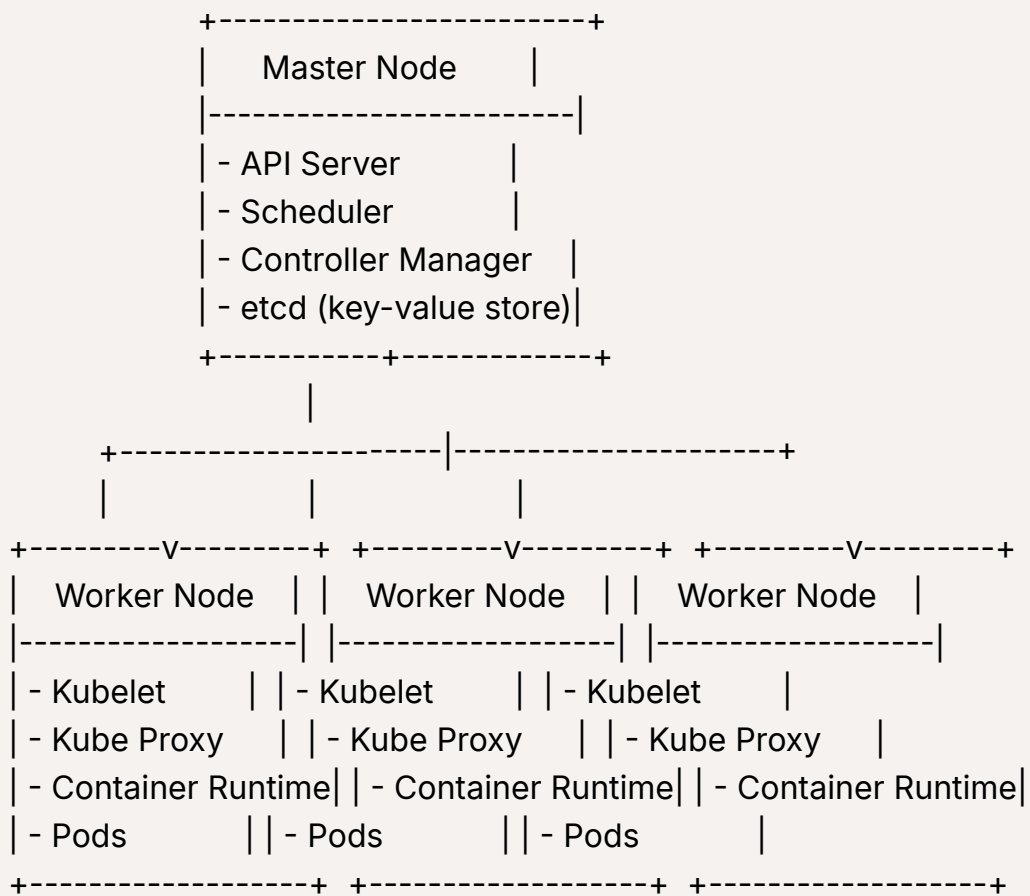 +-------------------------+
|      Master Node        |
|-------------------------|
| - API Server            |
| - Scheduler             |
| - Controller Manager    |
| - etcd (key-value store)|
+-----------+-------------+
|
+----------------------|----------------------+
|                      |                      |
+---------v---------+  +---------v---------+  +---------v---------+
|    Worker Node    | |    Worker Node    | |    Worker Node    |
|-------------------|  |-------------------|  |-------------------|
| - Kubelet         |  | - Kubelet         |  | - Kubelet         |
| - Kube Proxy      |  | - Kube Proxy      |  | - Kube Proxy      |
| - Container Runtime| | - Container Runtime| | - Container Runtime|
| - Pods             | | - Pods             | | - Pods             |
+-------------------+  +-------------------+  +-------------------+